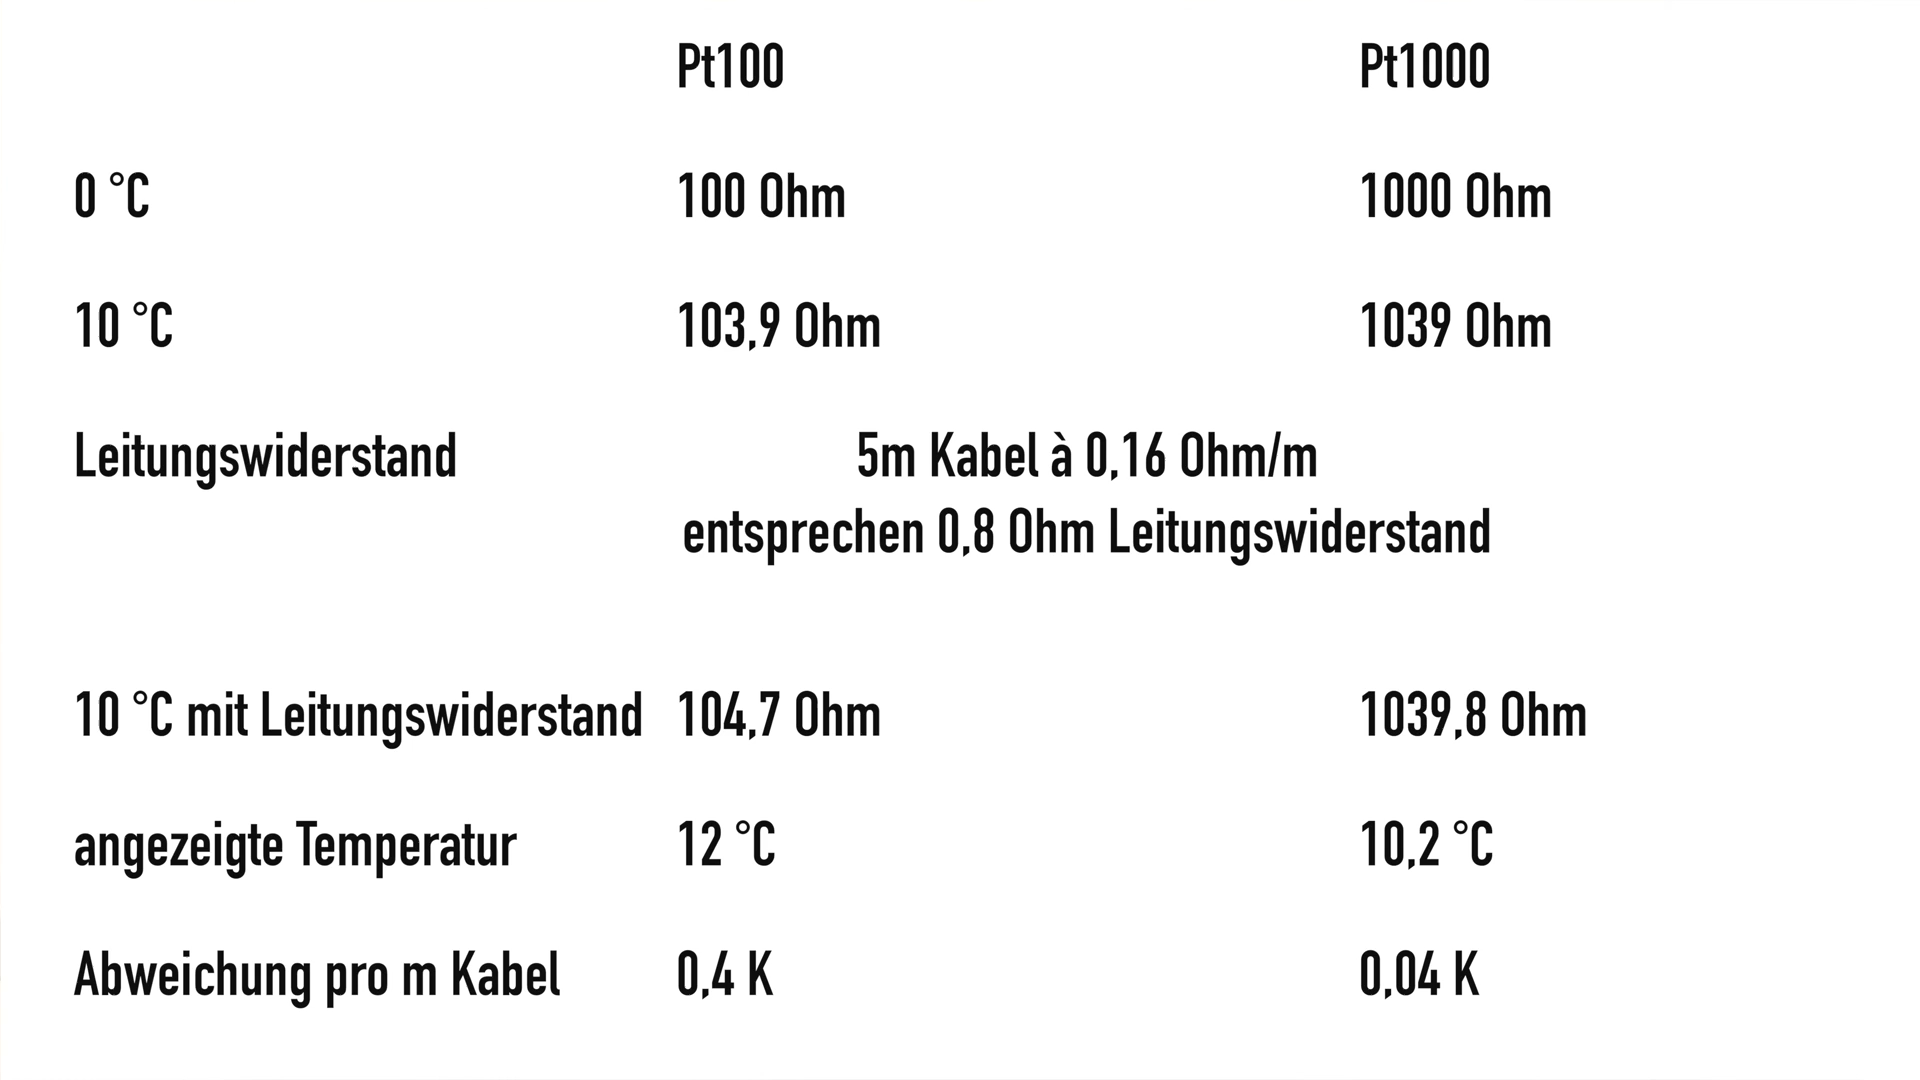 Pt100 Pt1000
0 °C 100 Ohm 1000 Ohm
10 °C 103,9 Ohm 1039 Ohm
Leitungswiderstand 5m Kabel à 0,16 Ohm/m
entsprechen 0,8 Ohm Leitungswiderstand
10 °C mit Leitungswiderstand 104,7 Ohm 1039,8 Ohm
angezeigte Temperatur 12 °C 10,2 °C
Abweichung pro m Kabel 0,4 K 0,04 K